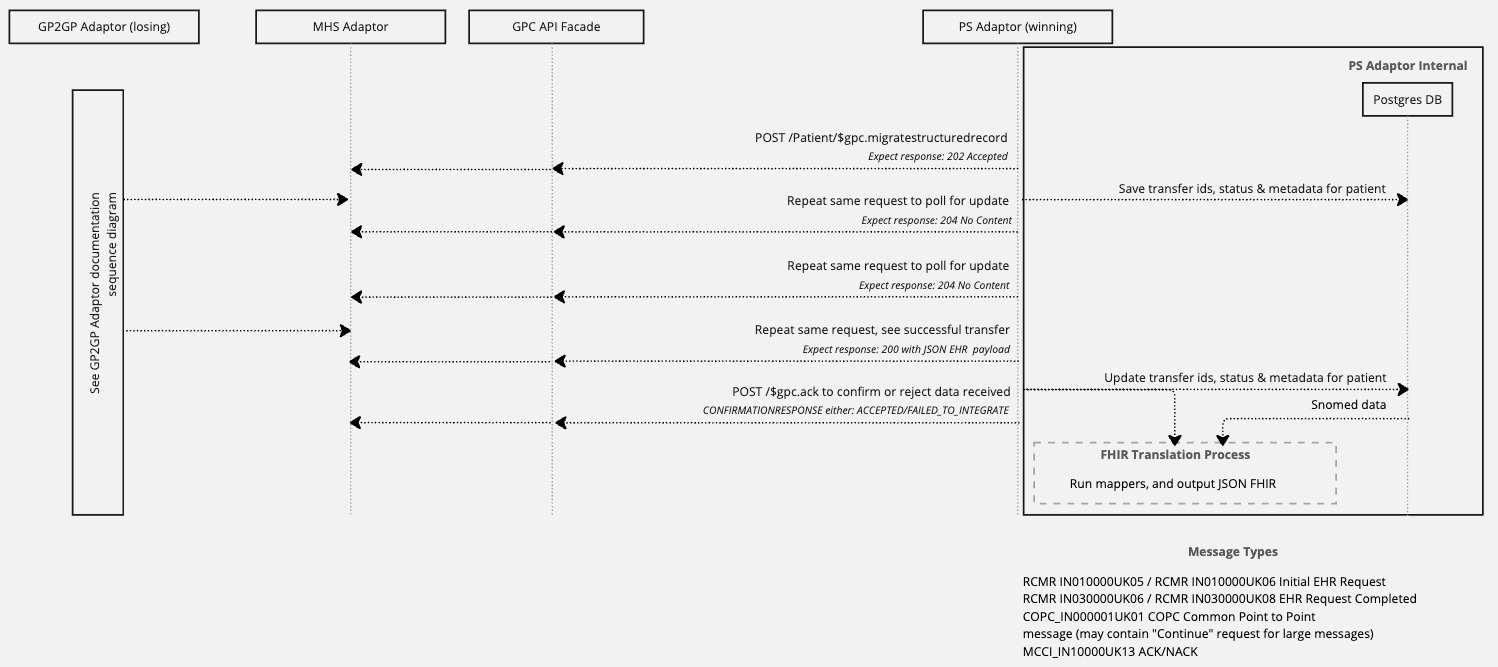 GP2GP Adaptor (losing)
MHS Adaptor
GPC API Facade
PS Adaptor (winning)
PS Adaptor Internal
Postgres DB
See GP2GP Adaptor documentation
sequence diagram
POST /Patient/$gpc.migratestructuredrecord
Expect response: 202 Accepted
Save transfer ids, status & metadata for patient
Repeat same request to poll for update
Expect response: 204 No Content
Repeat same request to poll for update
Expect response: 204 No Content
Repeat same request, see successful transfer
Expect response: 200 with JSON EHR payload
Update transfer ids, status & metadata for patient
POST /$gpc.ack to confirm or reject data received
CONFIRMATIONRESPONSE either: ACCEPTED/FAILED_TO_INTEGRATE
Snomed data
FHIR Translation Process
Run mappers, and output JSON FHIR
Message Types
RCMR IN010000UK05 / RCMR IN010000UK06 Initial EHR Request
RCMR IN030000UK06 / RCMR IN030000UK08 EHR Request Completed
COPC_IN000001UK01 COPC Common Point to Point
message (may contain "Continue" request for large messages)
MCCI_IN10000UK13 ACK/NACK